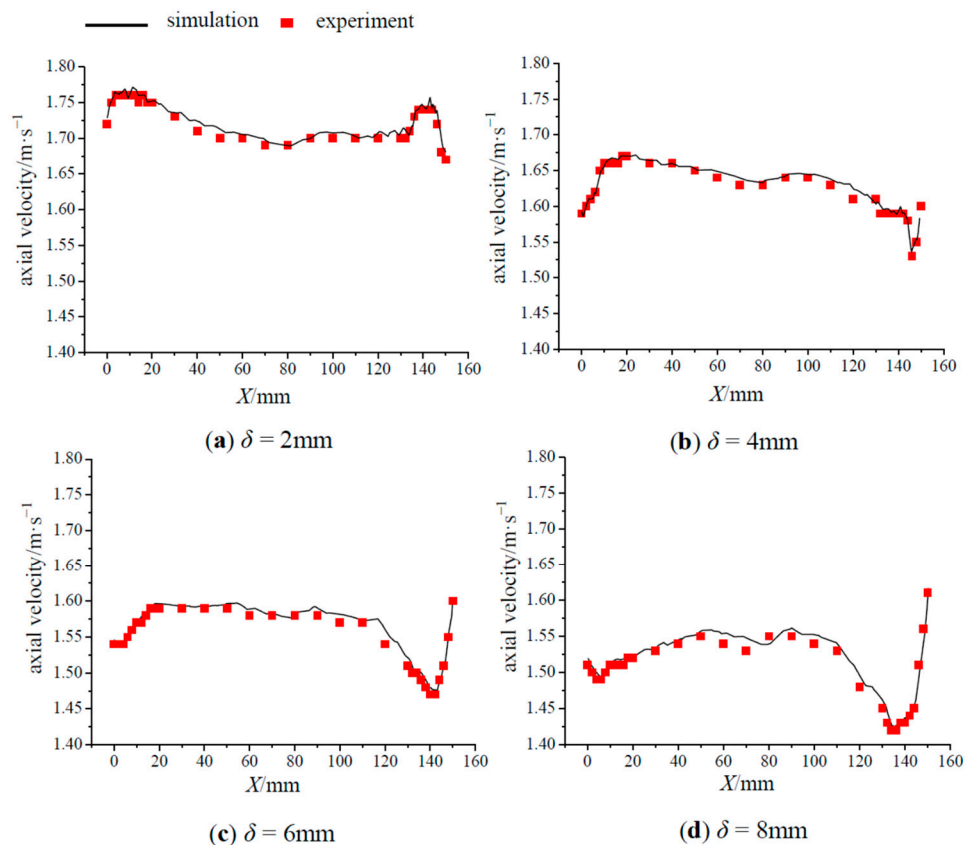 simulation experiment
1.80 1.75 1.70 1.65 1.60 1.55 1.50 1.45 1.40
axial velocity/m·s⁻¹
0 20 40 60 80 100 120 140 160
X/mm
(a) δ = 2mm
1.80 1.75 1.70 1.65 1.60 1.55 1.50 1.45 1.40
axial velocity/m·s⁻¹
0 20 40 60 80 100 120 140 160
X/mm
(b) δ = 4mm
1.80 1.75 1.70 1.65 1.60 1.55 1.50 1.45 1.40
axial velocity/m·s⁻¹
0 20 40 60 80 100 120 140 160
X/mm
(c) δ = 6mm
1.80 1.75 1.70 1.65 1.60 1.55 1.50 1.45 1.40
axial velocity/m·s⁻¹
0 20 40 60 80 100 120 140 160
X/mm
(d) δ = 8mm